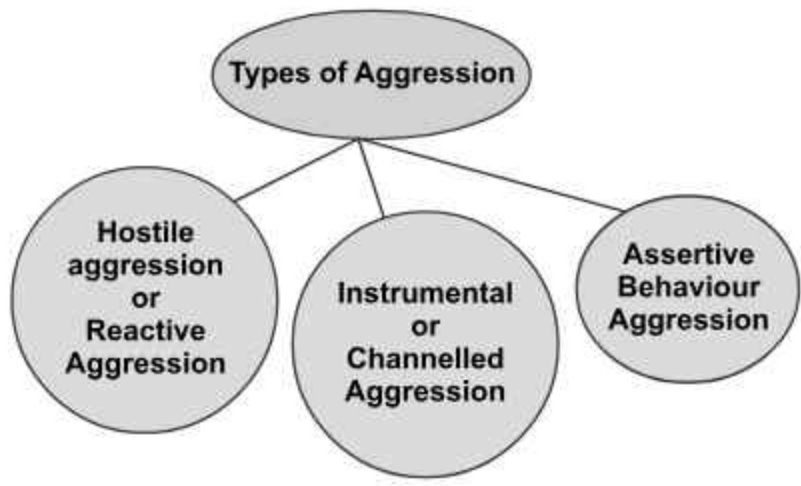 Types of Aggression
Hostile
aggression
or
Reactive
Aggression
Instrumental
or
Channelled
Aggression
Assertive
Behaviour
Aggression